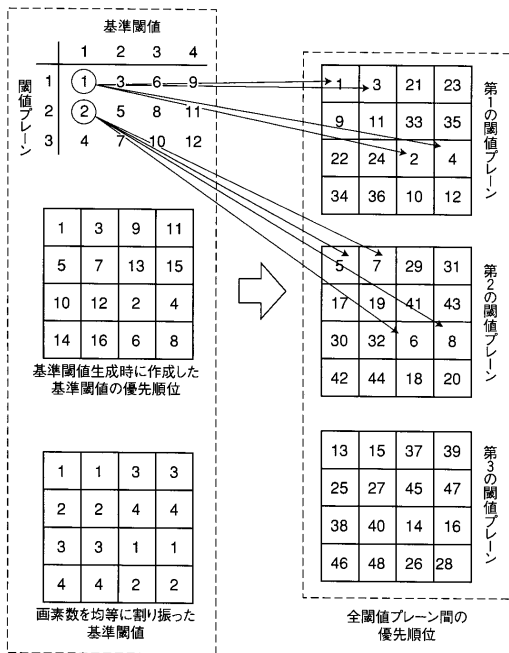 基準閾値
1 2 3 4
閾値プレーン
1 1 3 6 9
2 2 5 8 11
3 4 7 10 12
1 3 9 11
5 7 13 15
10 12 2 4
14 16 6 8
基準閾値生成時に作成した
基準閾値の優先順位
1 1 3 3
2 2 4 4
3 3 1 1
4 4 2 2
画素数を均等に割り振った
基準閾値
1 3 21 23
9 11 33 35
22 24 2 4
34 36 10 12
第1の閾値プレーン
5 7 29 31
17 19 41 43
30 32 6 8
42 44 18 20
第2の閾値プレーン
13 15 37 39
25 27 45 47
38 40 14 16
46 48 26 28
第3の閾値プレーン
全閾値プレーン間の
優先順位